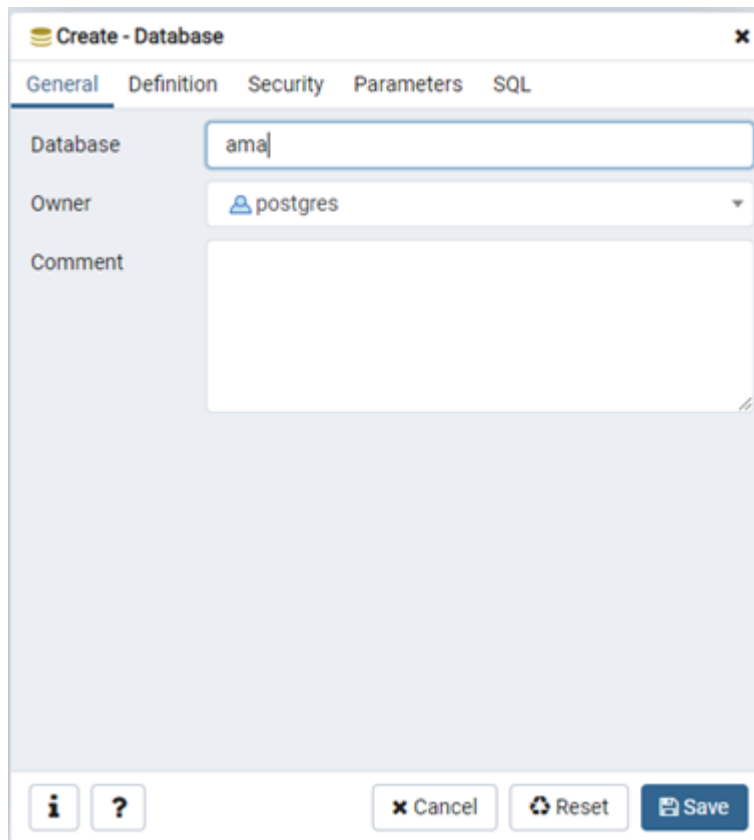 Create - Database
General Definition Security Parameters SQL
Database ama
Owner postgres
Comment
i ? Cancel Reset Save